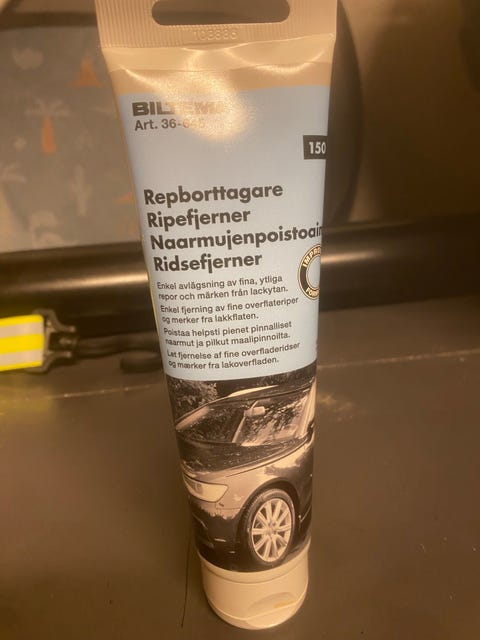 BILTEMA
Art. 36-
150
Repborttagare
Ripefjerner
Naarmujenpoistoain
Ridsefjerner
Enkel avlägsning av fina, ytliga
repor och märken från lackytan.
Enkel fjerning av fine overflateriper
og merker fra lakkflaten.
Poistaa helposti pienet pinnalliset
naarmut ja pilkut maalipinnoilta.
Let fjernelse af fine overfladeridser
og mærker fra lakoverfladen.